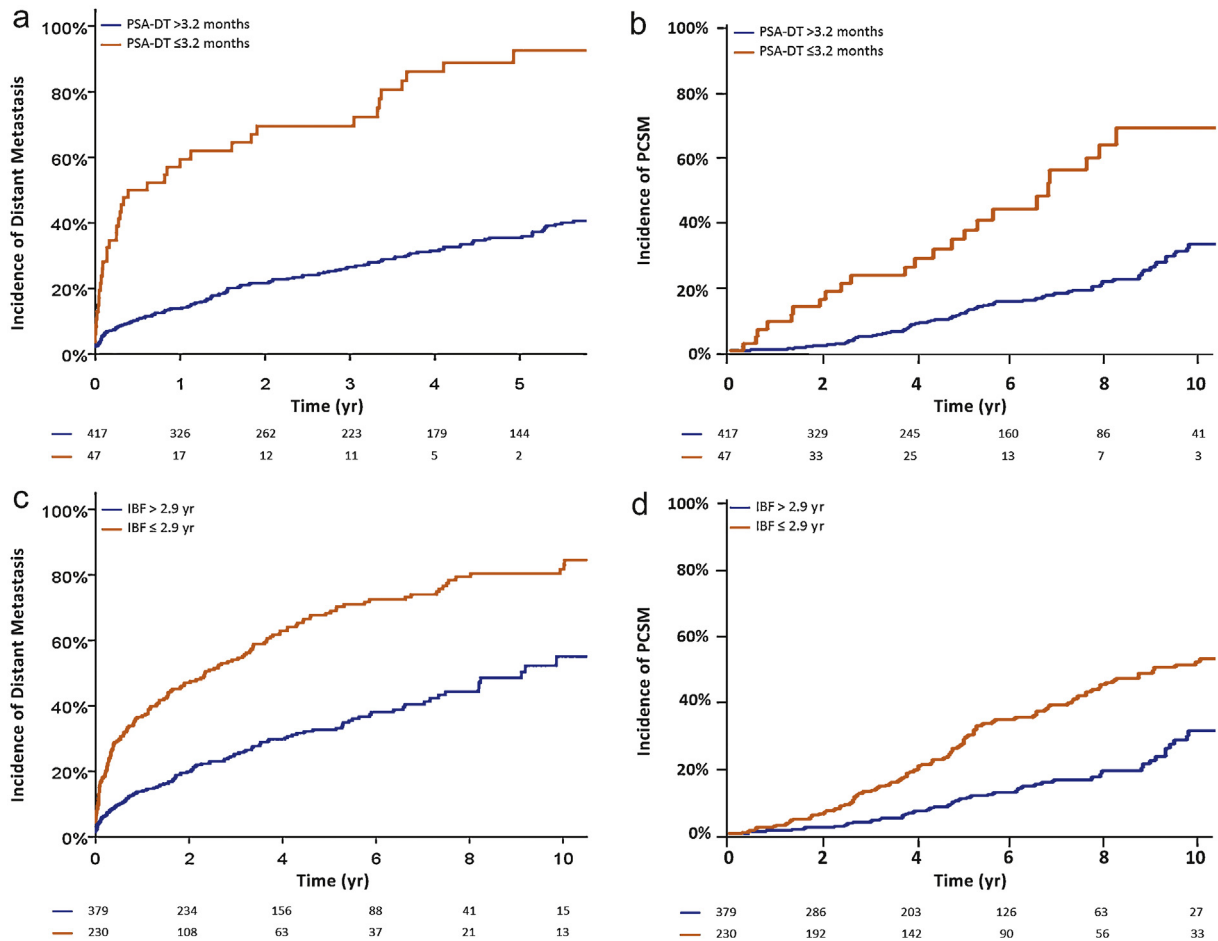 a
PSA-DT >3.2 months
PSA-DT ≤3.2 months
Incidence of Distant Metastasis
100%
80%
60%
40%
20%
0%
0 1 2 3 4 5
Time (yr)
417 326 262 223 179 144
47 17 12 11 5 2
b
PSA-DT >3.2 months
PSA-DT ≤3.2 months
Incidence of PCSM
100%
80%
60%
40%
20%
0%
0 2 4 6 8 10
Time (yr)
417 329 245 160 86 41
47 33 25 13 7 3
c
IBF > 2.9 yr
IBF ≤ 2.9 yr
Incidence of Distant Metastasis
100%
80%
60%
40%
20%
0%
0 2 4 6 8 10
Time (yr)
379 234 156 88 41 15
230 108 63 37 21 13
d
IBF > 2.9 yr
IBF ≤ 2.9 yr
Incidence of PCSM
100%
80%
60%
40%
20%
0%
0 2 4 6 8 10
Time (yr)
379 286 203 126 63 27
230 192 142 90 56 33